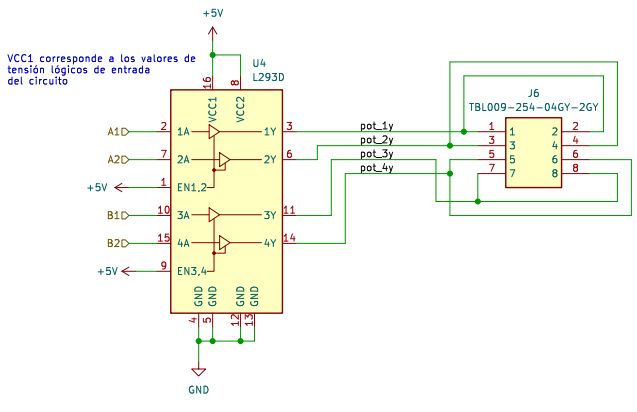 +5V
VCC1 corresponde a los valores de
tensión lógicos de entrada
del circuito
U4
L293D
16
8
VCC1
VCC2
A1
2
1A
1Y
3
pot_1y
A2
7
2A
2Y
6
pot_2y
pot_3y
pot_4y
+5V
1
EN1,2
B1
10
3A
3Y
11
B2
15
4A
4Y
14
+5V
9
EN3,4
GND
GND
GND
GND
4
5
12
13
GND
J6
TBL009-254-04GY-2GY
1
1
2
2
3
3
4
4
5
5
6
6
7
7
8
8